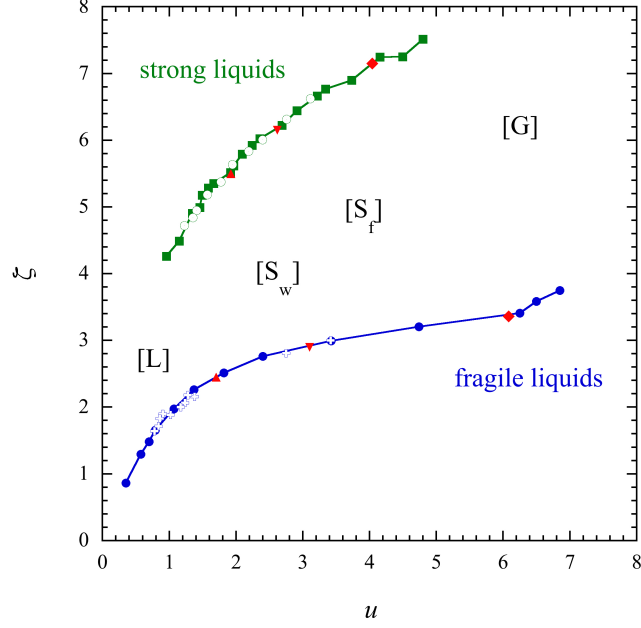 8
7
6
5
4
3
2
1
0
ζ
strong liquids
[G]
[S_f]
[S_w]
[L]
fragile liquids
0 1 2 3 4 5 6 7 8
u